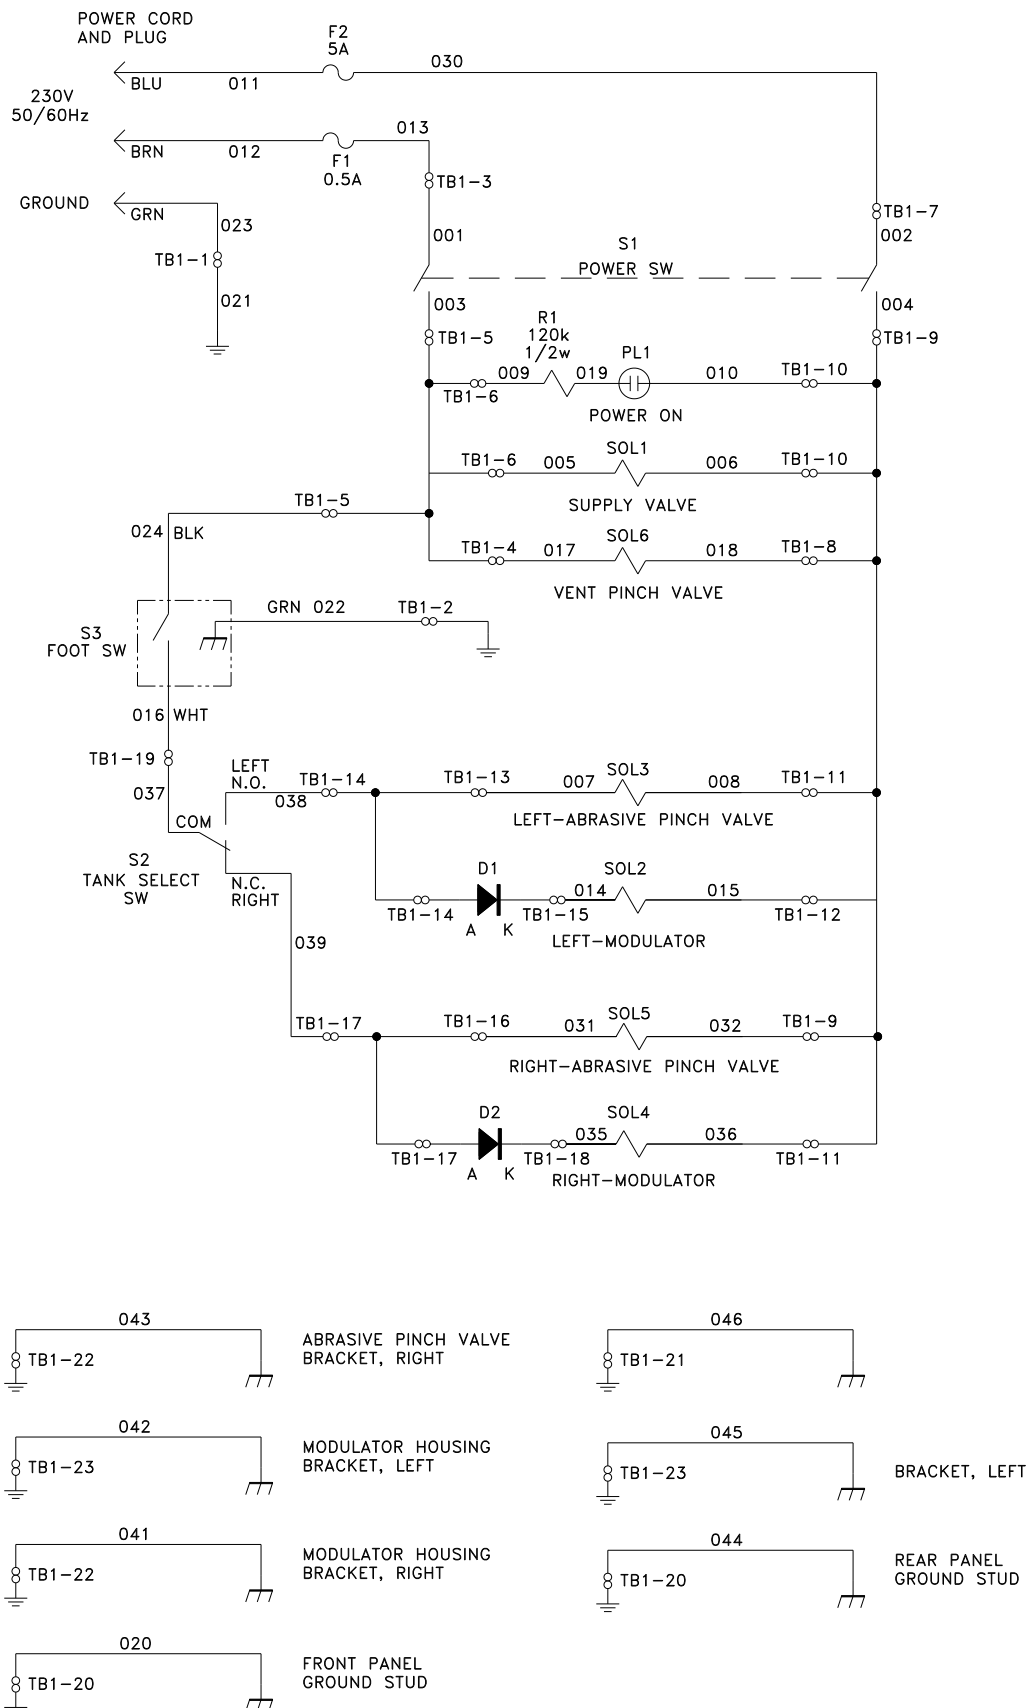 POWER CORD
AND PLUG
F2
5A
030
BLU
011
230V
50/60Hz
013
BRN
012
F1
0.5A
TB1-3
GROUND
GRN
023
TB1-7
001
S1
002
TB1-1
POWER SW
021
003
004
R1
120k
1/2w
TB1-5
PL1
TB1-9
009
019
010
TB1-10
TB1-6
POWER ON
SOL1
TB1-6
005
006
TB1-10
SUPPLY VALVE
TB1-5
024
BLK
SOL6
TB1-4
017
018
TB1-8
VENT PINCH VALVE
GRN 022
TB1-2
S3
FOOT SW
016
WHT
TB1-19
LEFT
N.O.
TB1-14
TB1-13
007
SOL3
008
TB1-11
037
038
COM
LEFT-ABRASIVE PINCH VALVE
S2
TANK SELECT
SW
N.C.
RIGHT
D1
SOL2
014
015
TB1-14
TB1-15
TB1-12
A
K
LEFT-MODULATOR
039
TB1-17
TB1-16
031
SOL5
032
TB1-9
RIGHT-ABRASIVE PINCH VALVE
D2
SOL4
035
036
TB1-17
TB1-18
TB1-11
A
K
RIGHT-MODULATOR
043
TB1-22
ABRASIVE PINCH VALVE
BRACKET, RIGHT
046
TB1-21
042
TB1-23
MODULATOR HOUSING
BRACKET, LEFT
045
TB1-23
BRACKET, LEFT
041
TB1-22
MODULATOR HOUSING
BRACKET, RIGHT
044
TB1-20
REAR PANEL
GROUND STUD
020
TB1-20
FRONT PANEL
GROUND STUD